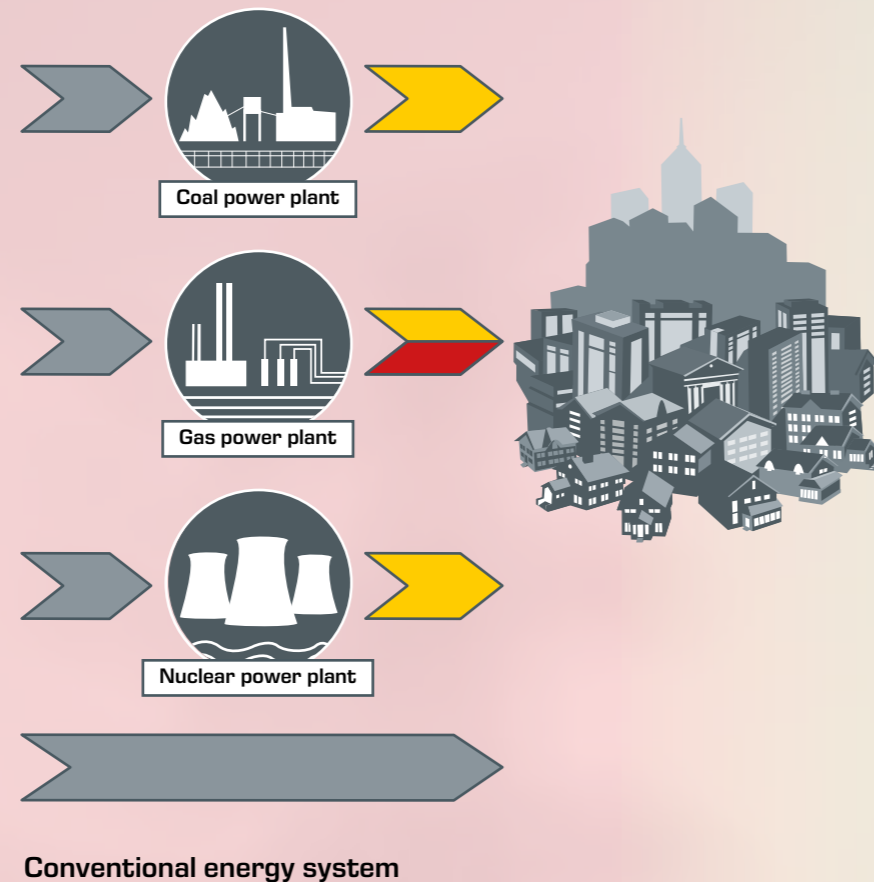 Coal power plant
Gas power plant
Nuclear power plant
Conventional energy system